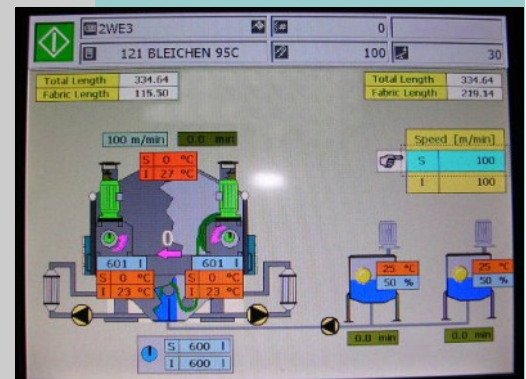 2WE3 0
121 BLEICHEN 95C 100 30
Total Length 334.64 Total Length 334.64
Fabric Length 115.50 Fabric Length 219.14
100 m/min 0.0 min Speed [m/min]
S 0 °C S 100
I 27 °C I 100
0
601 l 601 l
S 0 °C S 0 °C 25 °C 25 °C
I 23 °C I 23 °C 50 % 50 %
0.0 min 0.0 min
S 600 l
I 600 l